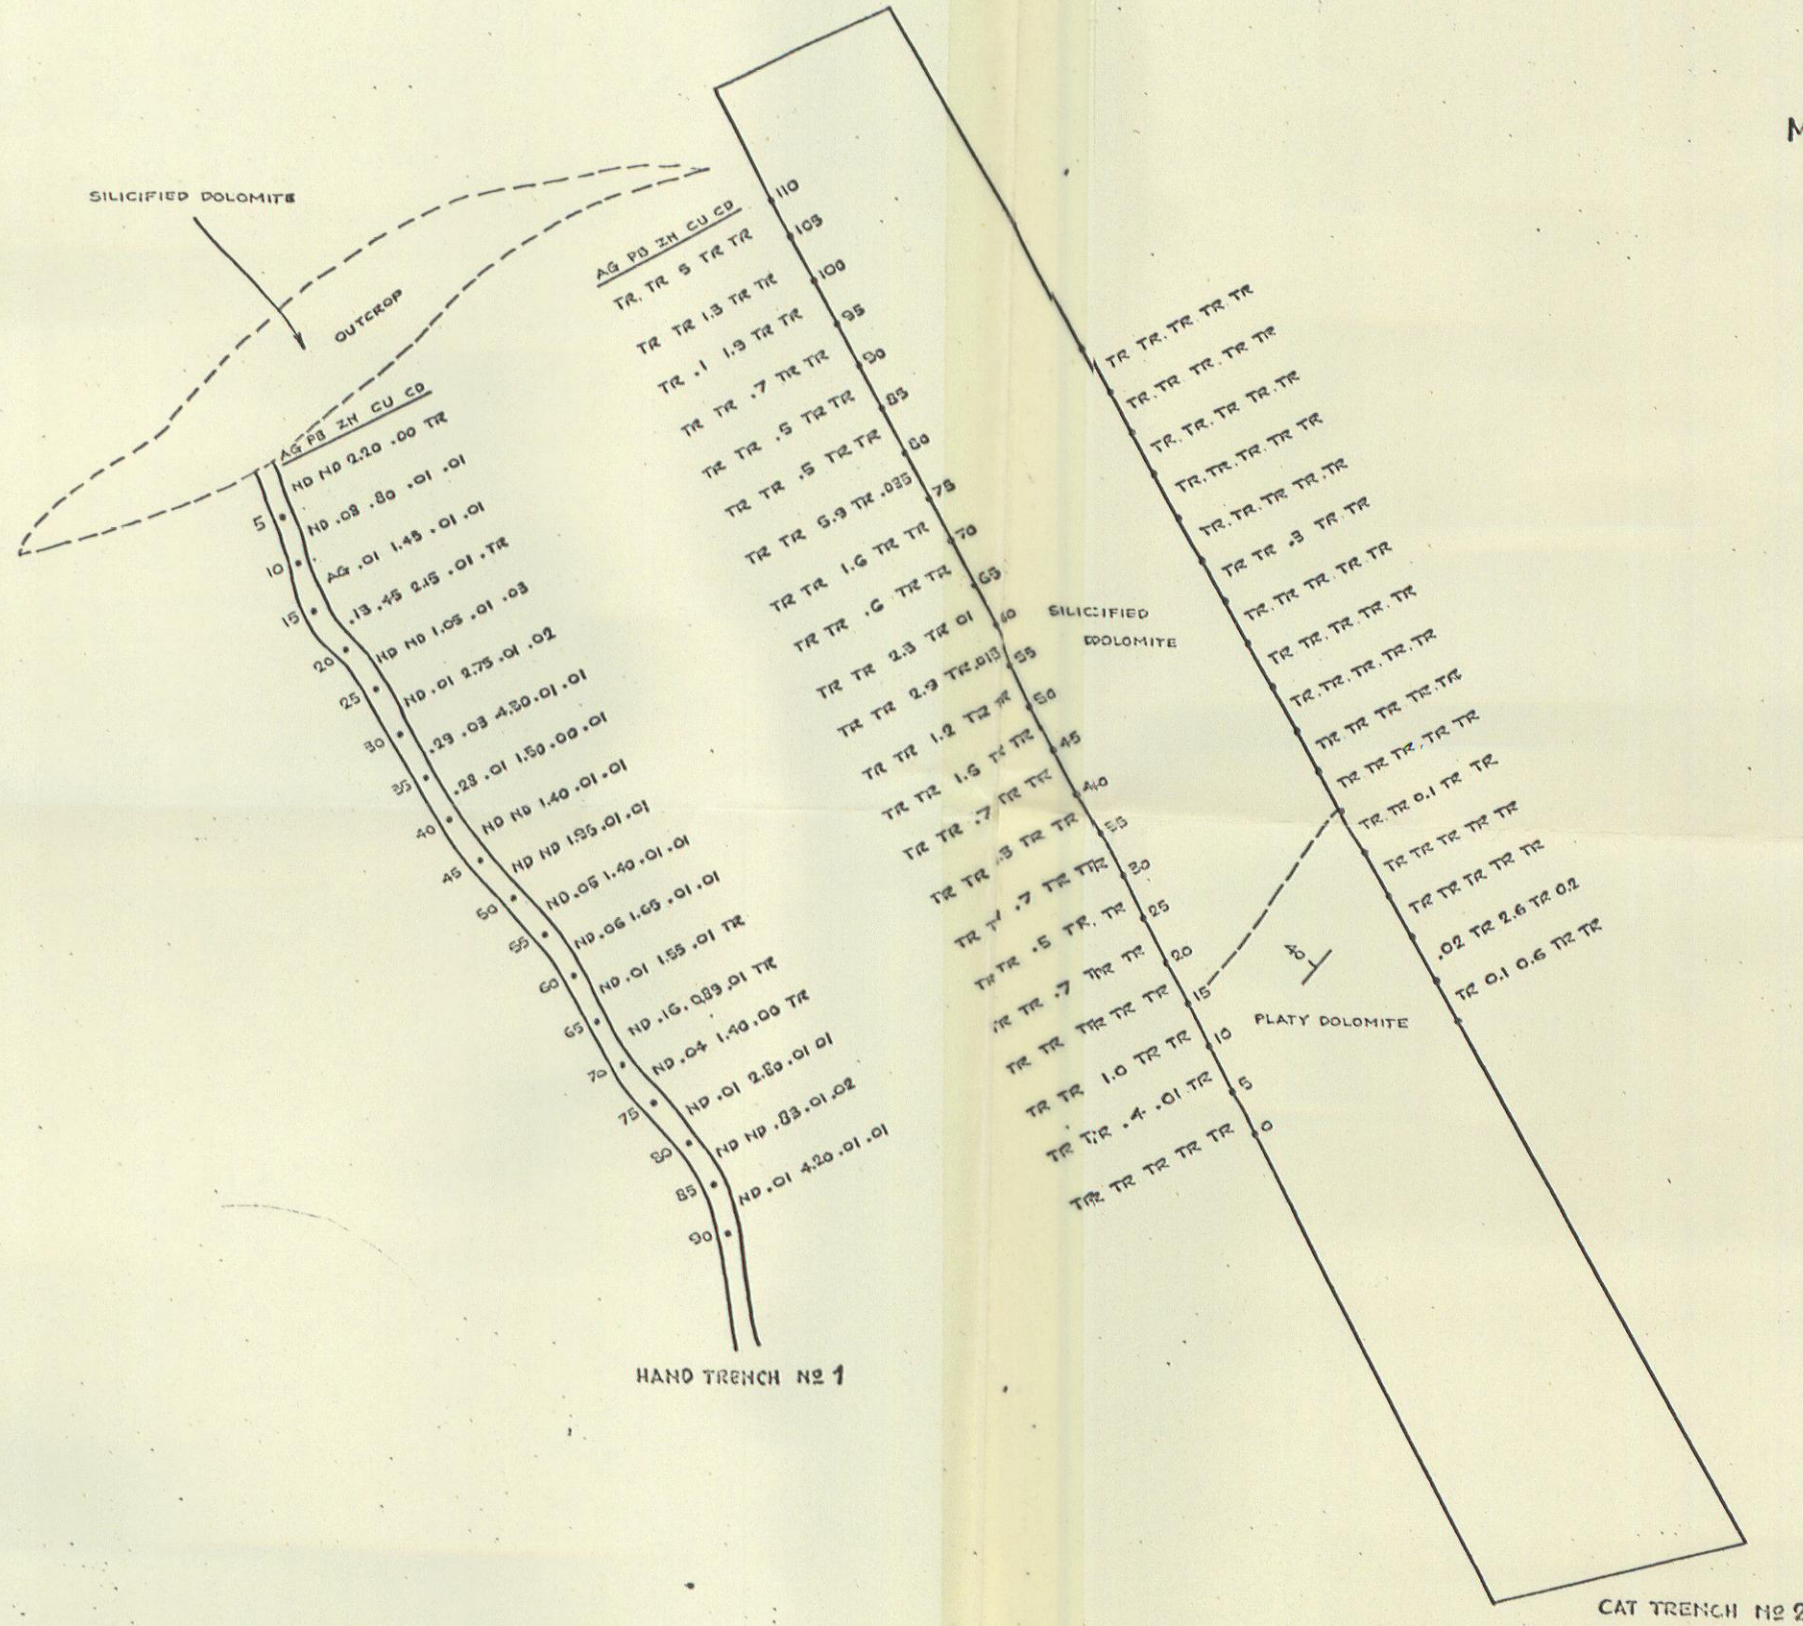 M
SILICIFIED DOLOMITE
OUTCROP
AG PB ZN CU CD
ND ND 2.20 .00 TR
ND .03 .80 .01 .01
AG .01 1.45 .01 .01
.13 .45 2.15 .01 .TR
ND ND 1.05 .01 .03
ND .01 2.75 .01 .02
.29 .03 4.30 .01 .01
.28 .01 1.50 .00 .01
ND ND 1.40 .01 .01
ND ND 1.95 .01 .01
ND .05 1.40 .01 .01
ND .06 1.65 .01 .01
ND .01 1.55 .01 TR
ND .16 .089 .01 TR
ND .04 1.40 .00 TR
ND .01 2.80 .01 01
ND ND .83 .01 .02
ND .01 4.20 .01 .01
5
10
15
20
25
30
35
40
45
50
55
60
65
70
75
80
85
90
HAND TRENCH Nº 1
AG PB ZN CU CD
TR. TR 5 TR TR
TR TR 1.3 TR TR
TR .1 1.9 TR TR
TR TR .7 TR TR
TR TR .5 TR TR
TR TR .5 TR TR
TR TR 5.9 TR .035
TR TR 1.6 TR TR
TR TR .6 TR TR
TR TR 2.3 TR 01
TR TR 2.9 TR .015
TR TR 1.2 TR TR
TR TR 1.6 TR TR
TR TR .7 TR TR
TR TR .3 TR TR
TR TR .7 TR TR
TR TR .5 TR. TR
TR TR .7 TR TR
TR TR TR TR TR
TR TR 1.0 TR TR
TR TR .4 .01 TR
TR TR TR TR TR
110
105
100
95
90
85
80
75
70
65
60
55
50
45
40
35
30
25
20
15
10
5
0
SILICIFIED
DOLOMITE
40
PLATY DOLOMITE
TR TR. TR TR TR
TR. TR TR. TR TR
TR. TR. TR TR. TR
TR. TR. TR. TR TR
TR. TR. TR TR. TR
TR TR .3 TR TR
TR. TR TR TR TR
TR TR. TR. TR. TR
TR. TR. TR. TR. TR
TR. TR TR TR. TR
TR TR TR. TR TR
TR. TR 0.1 TR TR
TR TR TR TR TR
TR TR TR TR TR
.02 TR 2.6 TR 0.2
TR 0.1 0.6 TR TR
CAT TRENCH Nº 2